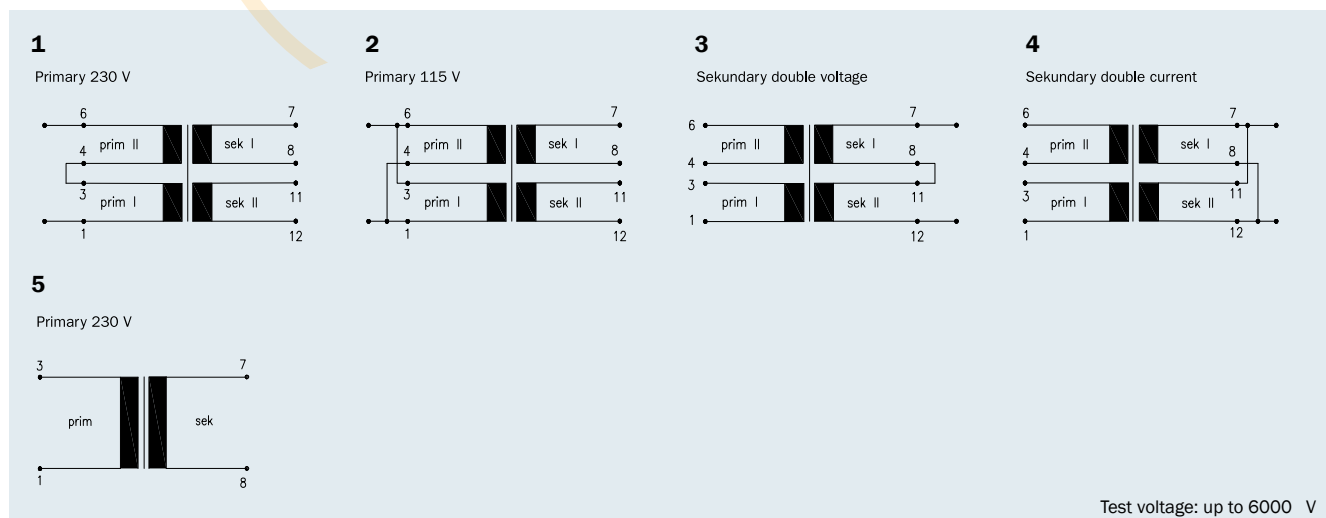 1 2 3 4
Primary 230 V Primary 115 V Sekundary double voltage Sekundary double current
6 7 6 7 6 7 6 7
prim II sek I prim II sek I prim II sek I prim II sek I
4 8 4 8 4 8 4 8
3 11 3 11 3 11 3 11
prim I sek II prim I sek II prim I sek II prim I sek II
1 12 1 12 1 12 1 12
5
Primary 230 V
3 7
prim sek
1 8
Test voltage: up to 6000 V